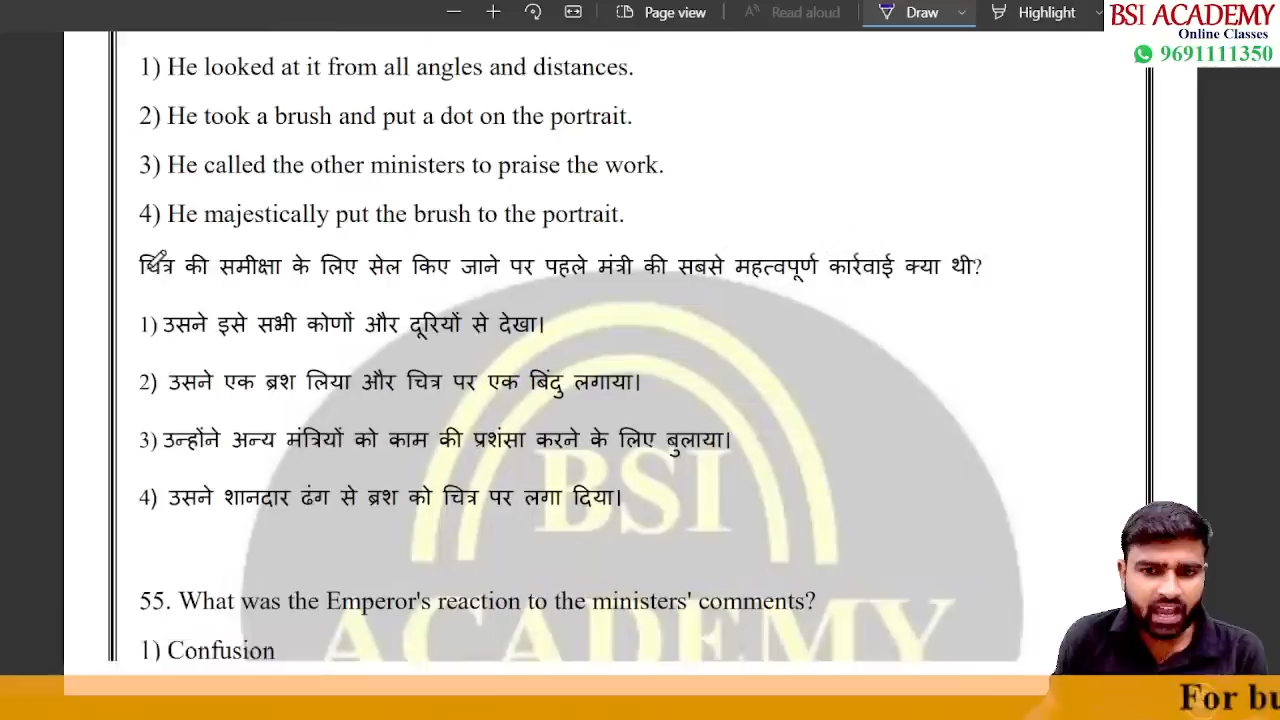 Page view
Read aloud
Draw
Highlight
BSI ACADEMY
Online Classes
9691111350
1) He looked at it from all angles and distances.
2) He took a brush and put a dot on the portrait.
3) He called the other ministers to praise the work.
4) He majestically put the brush to the portrait.
चित्र की समीक्षा के लिए सेल किए जाने पर पहले मंत्री की सबसे महत्वपूर्ण कार्रवाई क्या थी?
1) उसने इसे सभी कोणों और दूरियों से देखा।
2) उसने एक ब्रश लिया और चित्र पर एक बिंदु लगाया।
3) उन्होंने अन्य मंत्रियों को काम की प्रशंसा करने के लिए बुलाया।
4) उसने शानदार ढंग से ब्रश को चित्र पर लगा दिया।
BSI
ACADEMY
55. What was the Emperor's reaction to the ministers' comments?
1) Confusion
For bu